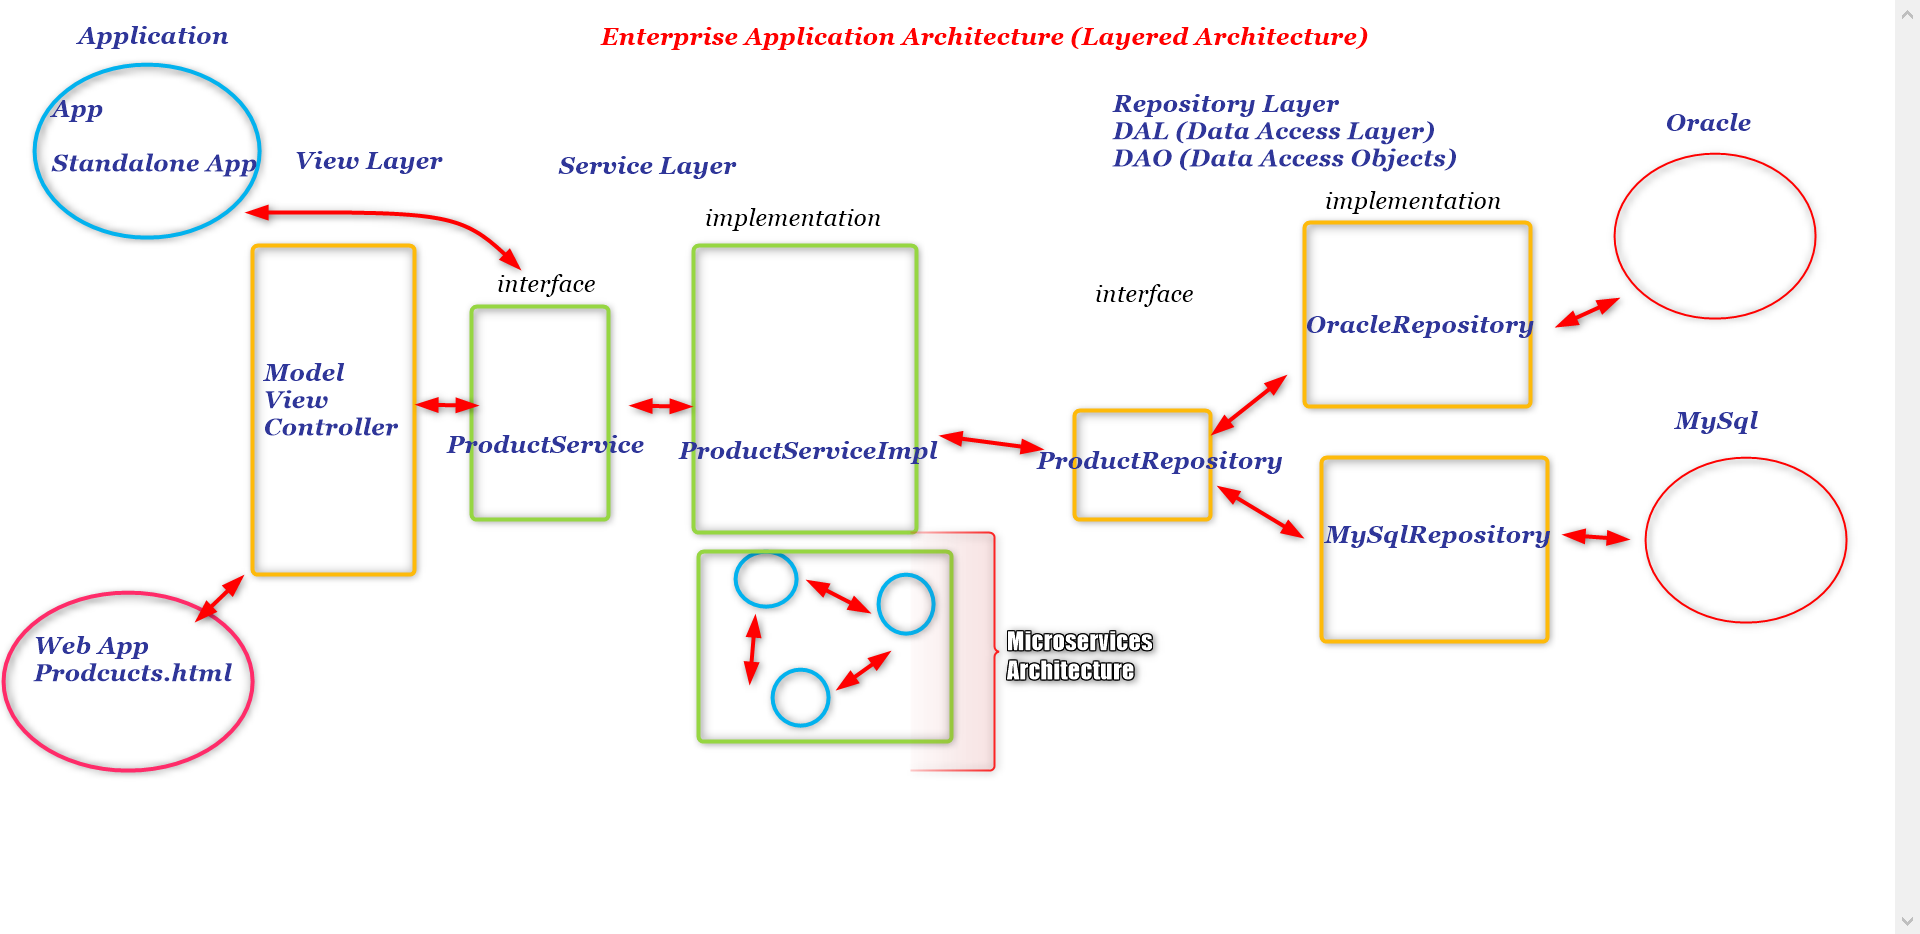 Application
Enterprise Application Architecture (Layered Architecture)
App
Standalone App
View Layer
Service Layer
Repository Layer
DAL (Data Access Layer)
DAO (Data Access Objects)
Oracle
implementation
implementation
interface
interface
OracleRepository
Model
View
Controller
ProductService
ProductServiceImpl
ProductRepository
MySql
MySqlRepository
Web App
Prodcucts.html
Microservices
Architecture